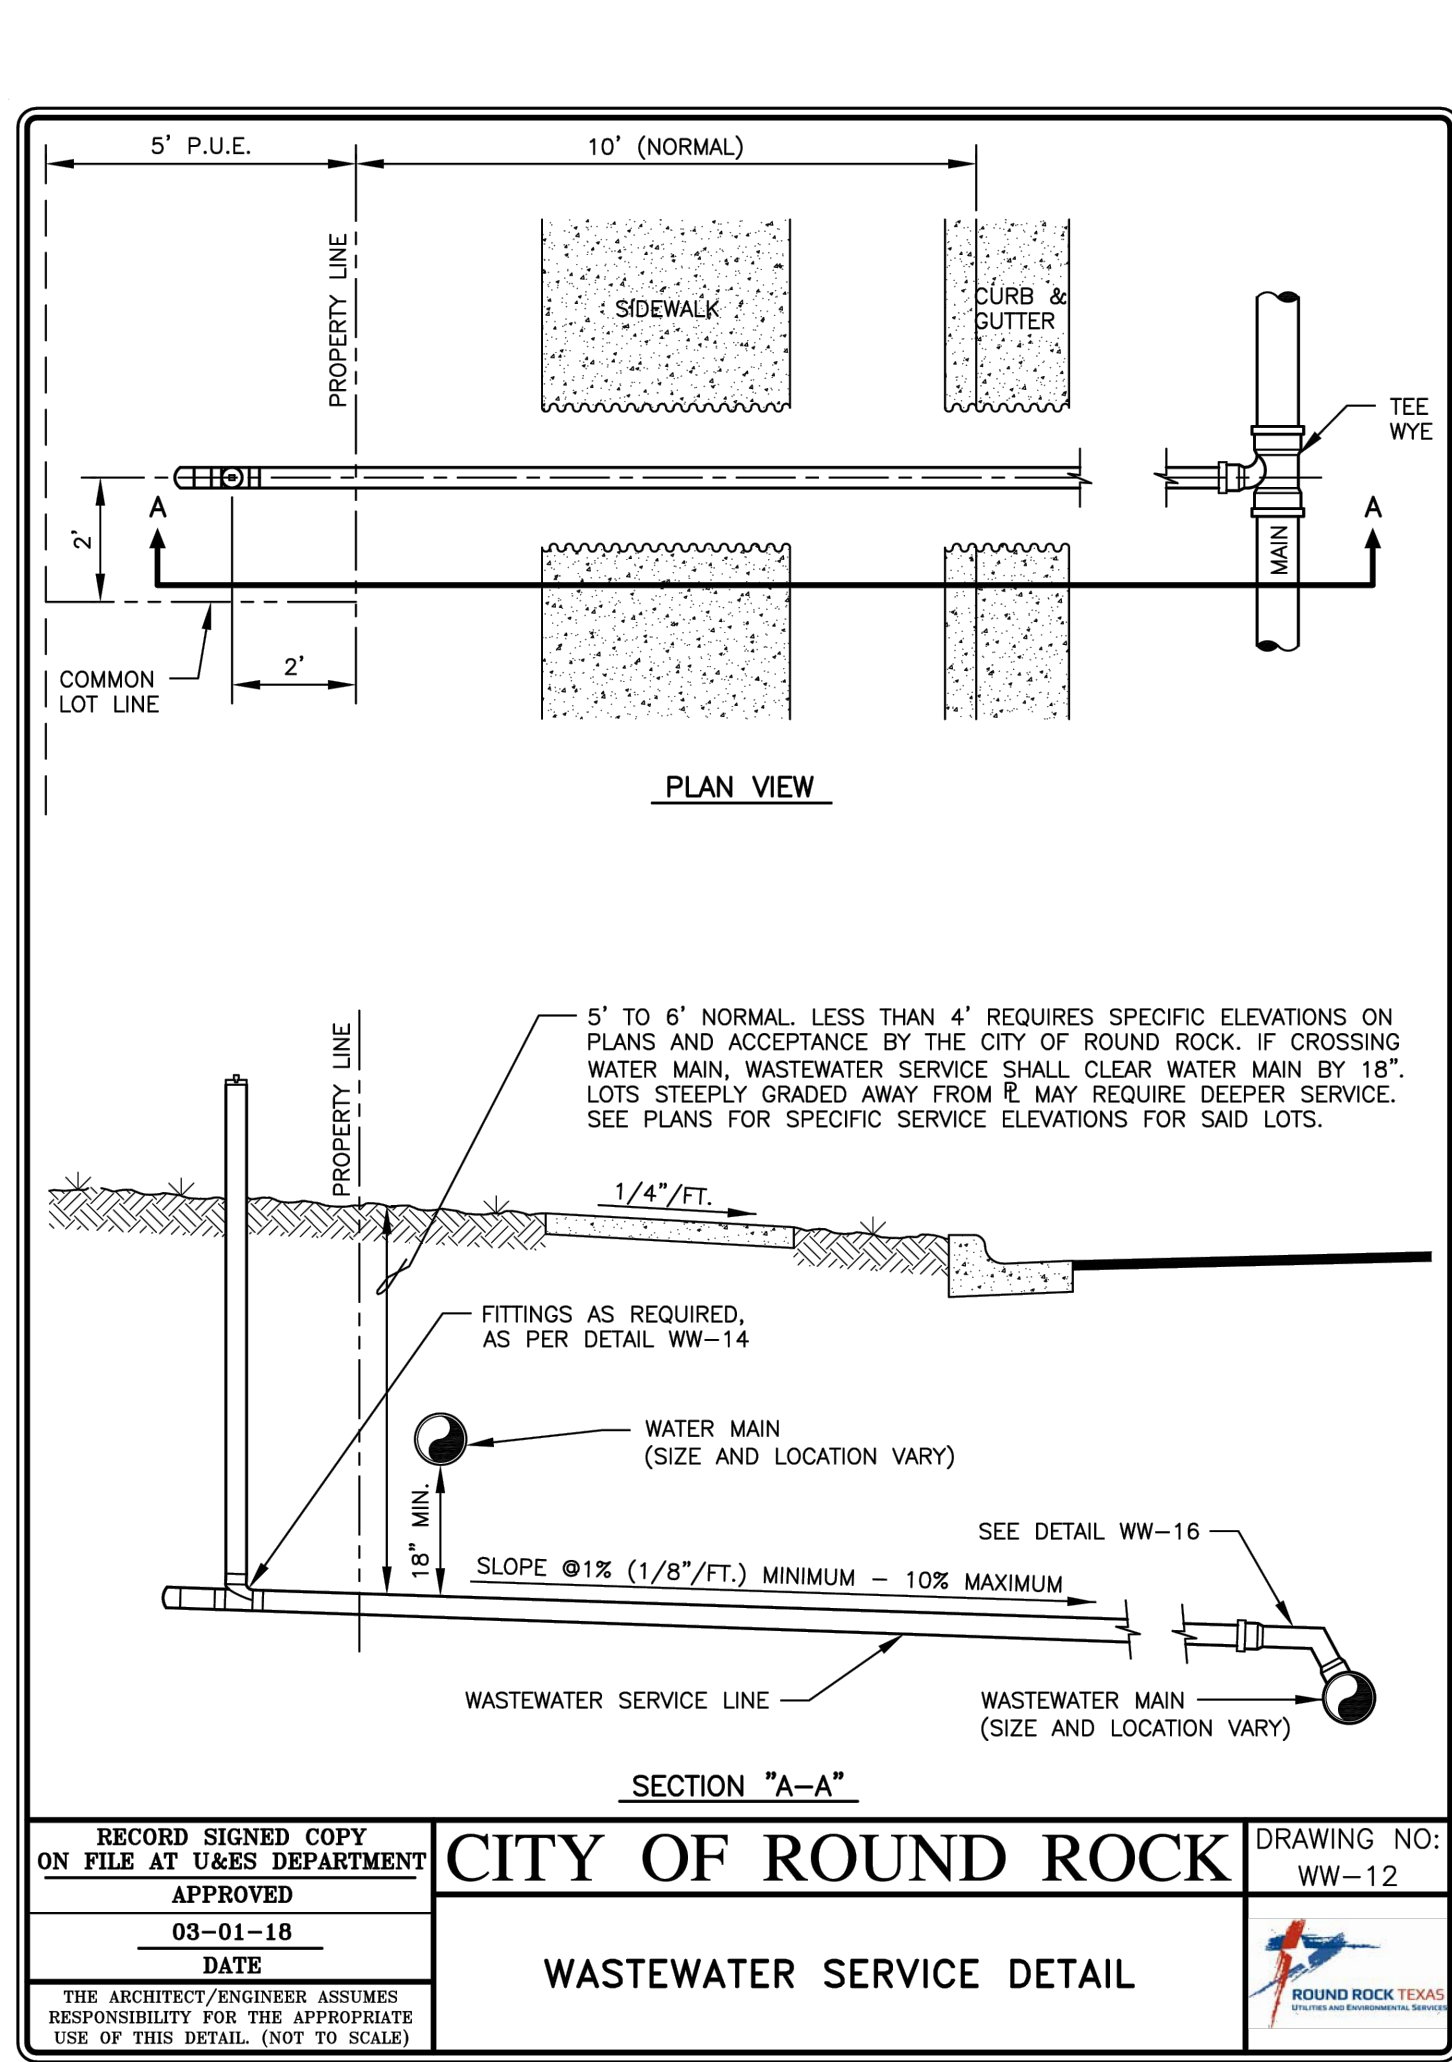 5' P.U.E.
10' (NORMAL)
PROPERTY LINE
SIDEWALK
CURB &
GUTTER
TEE
WYE
2'
A
A
MAIN
COMMON
LOT LINE
2'
PLAN VIEW
5' TO 6' NORMAL. LESS THAN 4' REQUIRES SPECIFIC ELEVATIONS ON
PLANS AND ACCEPTANCE BY THE CITY OF ROUND ROCK. IF CROSSING
WATER MAIN, WASTEWATER SERVICE SHALL CLEAR WATER MAIN BY 18".
LOTS STEEPLY GRADED AWAY FROM ⅊ MAY REQUIRE DEEPER SERVICE.
SEE PLANS FOR SPECIFIC SERVICE ELEVATIONS FOR SAID LOTS.
PROPERTY LINE
1/4"/FT.
FITTINGS AS REQUIRED,
AS PER DETAIL WW-14
WATER MAIN
(SIZE AND LOCATION VARY)
18" MIN.
SEE DETAIL WW-16
SLOPE @1% (1/8"/FT.) MINIMUM - 10% MAXIMUM
WASTEWATER SERVICE LINE
WASTEWATER MAIN
(SIZE AND LOCATION VARY)
SECTION "A-A"
RECORD SIGNED COPY
ON FILE AT U&ES DEPARTMENT
APPROVED
03-01-18
DATE
THE ARCHITECT/ENGINEER ASSUMES
RESPONSIBILITY FOR THE APPROPRIATE
USE OF THIS DETAIL. (NOT TO SCALE)
CITY OF ROUND ROCK
WASTEWATER SERVICE DETAIL
DRAWING NO:
WW-12
ROUND ROCK TEXAS
UTILITIES AND ENVIRONMENTAL SERVICES